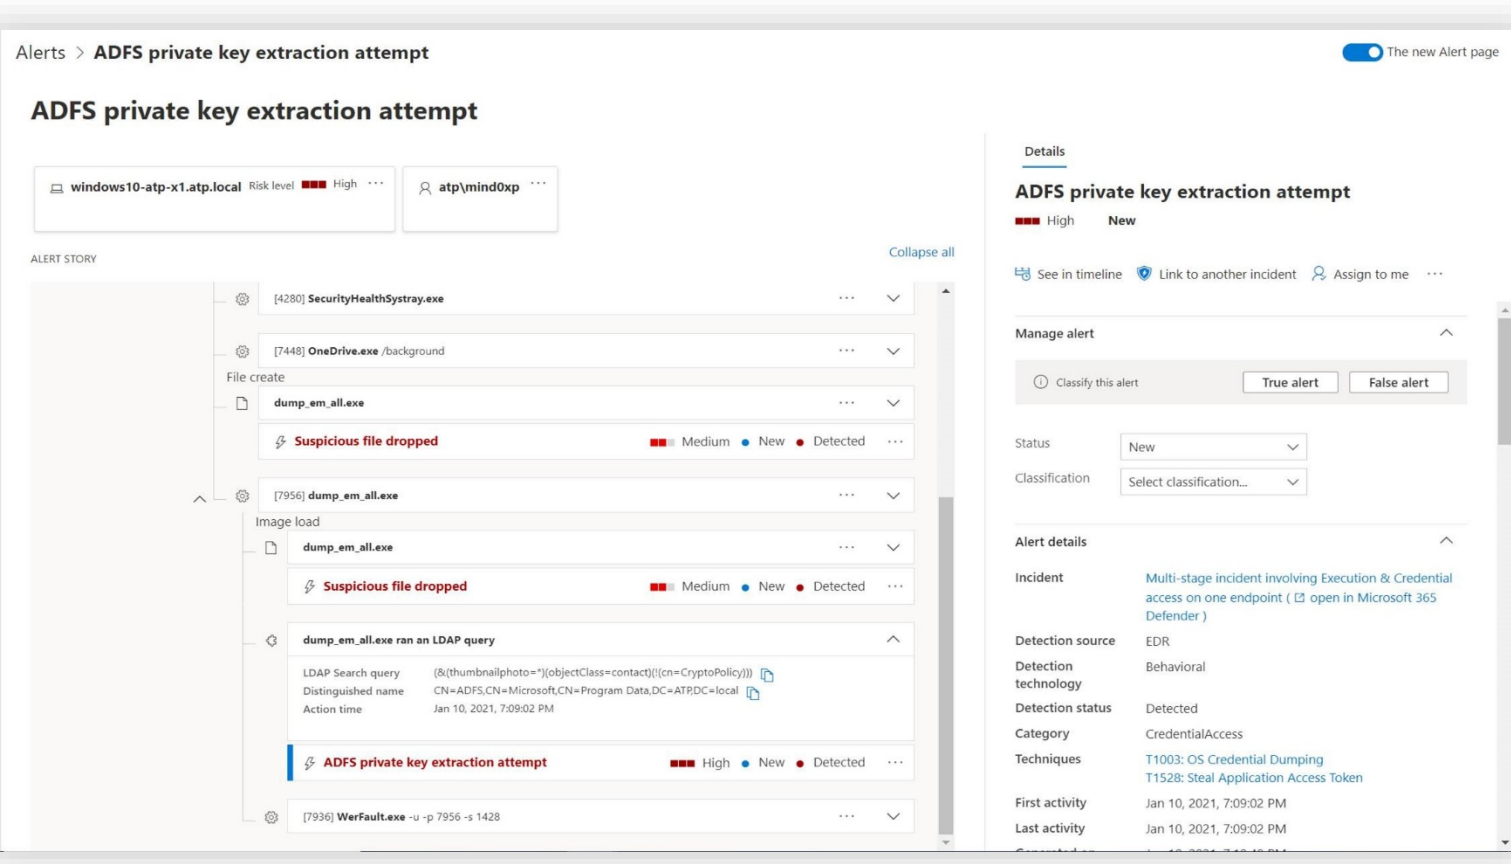 Alerts > ADFS private key extraction attempt
The new Alert page
ADFS private key extraction attempt
windows10-atp-x1.atp.local Risk level High ...
atp\mind0xp ...
ALERT STORY
Collapse all
[4280] SecurityHealthSystray.exe ...
[7448] OneDrive.exe /background ...
File create
dump_em_all.exe ...
Suspicious file dropped Medium New Detected ...
[7956] dump_em_all.exe ...
Image load
dump_em_all.exe ...
Suspicious file dropped Medium New Detected ...
dump_em_all.exe ran an LDAP query
LDAP Search query (&(thumbnailphoto=*)(objectClass=contact)(!(cn=CryptoPolicy)))
Distinguished name CN=ADFS,CN=Microsoft,CN=Program Data,DC=ATP,DC=local
Action time Jan 10, 2021, 7:09:02 PM
ADFS private key extraction attempt High New Detected ...
[7936] WerFault.exe -u -p 7956 -s 1428 ...
Details
ADFS private key extraction attempt
High New
See in timeline Link to another incident Assign to me ...
Manage alert
Classify this alert True alert False alert
Status New
Classification Select classification...
Alert details
Incident Multi-stage incident involving Execution & Credential
access on one endpoint ( open in Microsoft 365
Defender )
Detection source EDR
Detection
technology Behavioral
Detection status Detected
Category CredentialAccess
Techniques T1003: OS Credential Dumping
T1528: Steal Application Access Token
First activity Jan 10, 2021, 7:09:02 PM
Last activity Jan 10, 2021, 7:09:02 PM